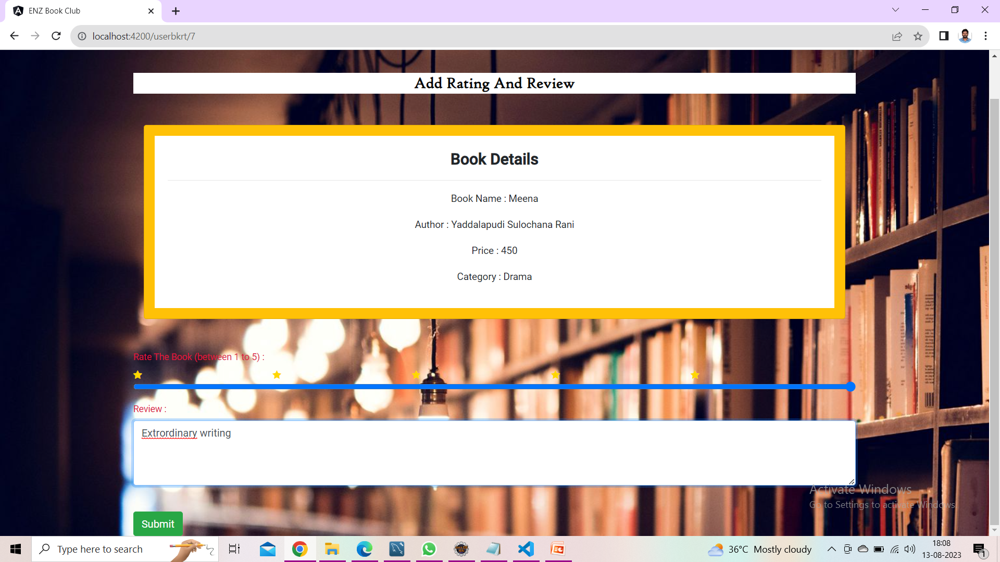 ENZ Book Club
localhost:4200/userbkrt/7
Add Rating And Review
Book Details
Book Name : Meena
Author : Yaddalapudi Sulochana Rani
Price : 450
Category : Drama
Rate The Book (between 1 to 5) :
Review :
Extrordinary writing
Activate Windows
Go to Settings to activate Windows.
Submit
Type here to search
36°C Mostly cloudy
18:08
13-08-2023
1